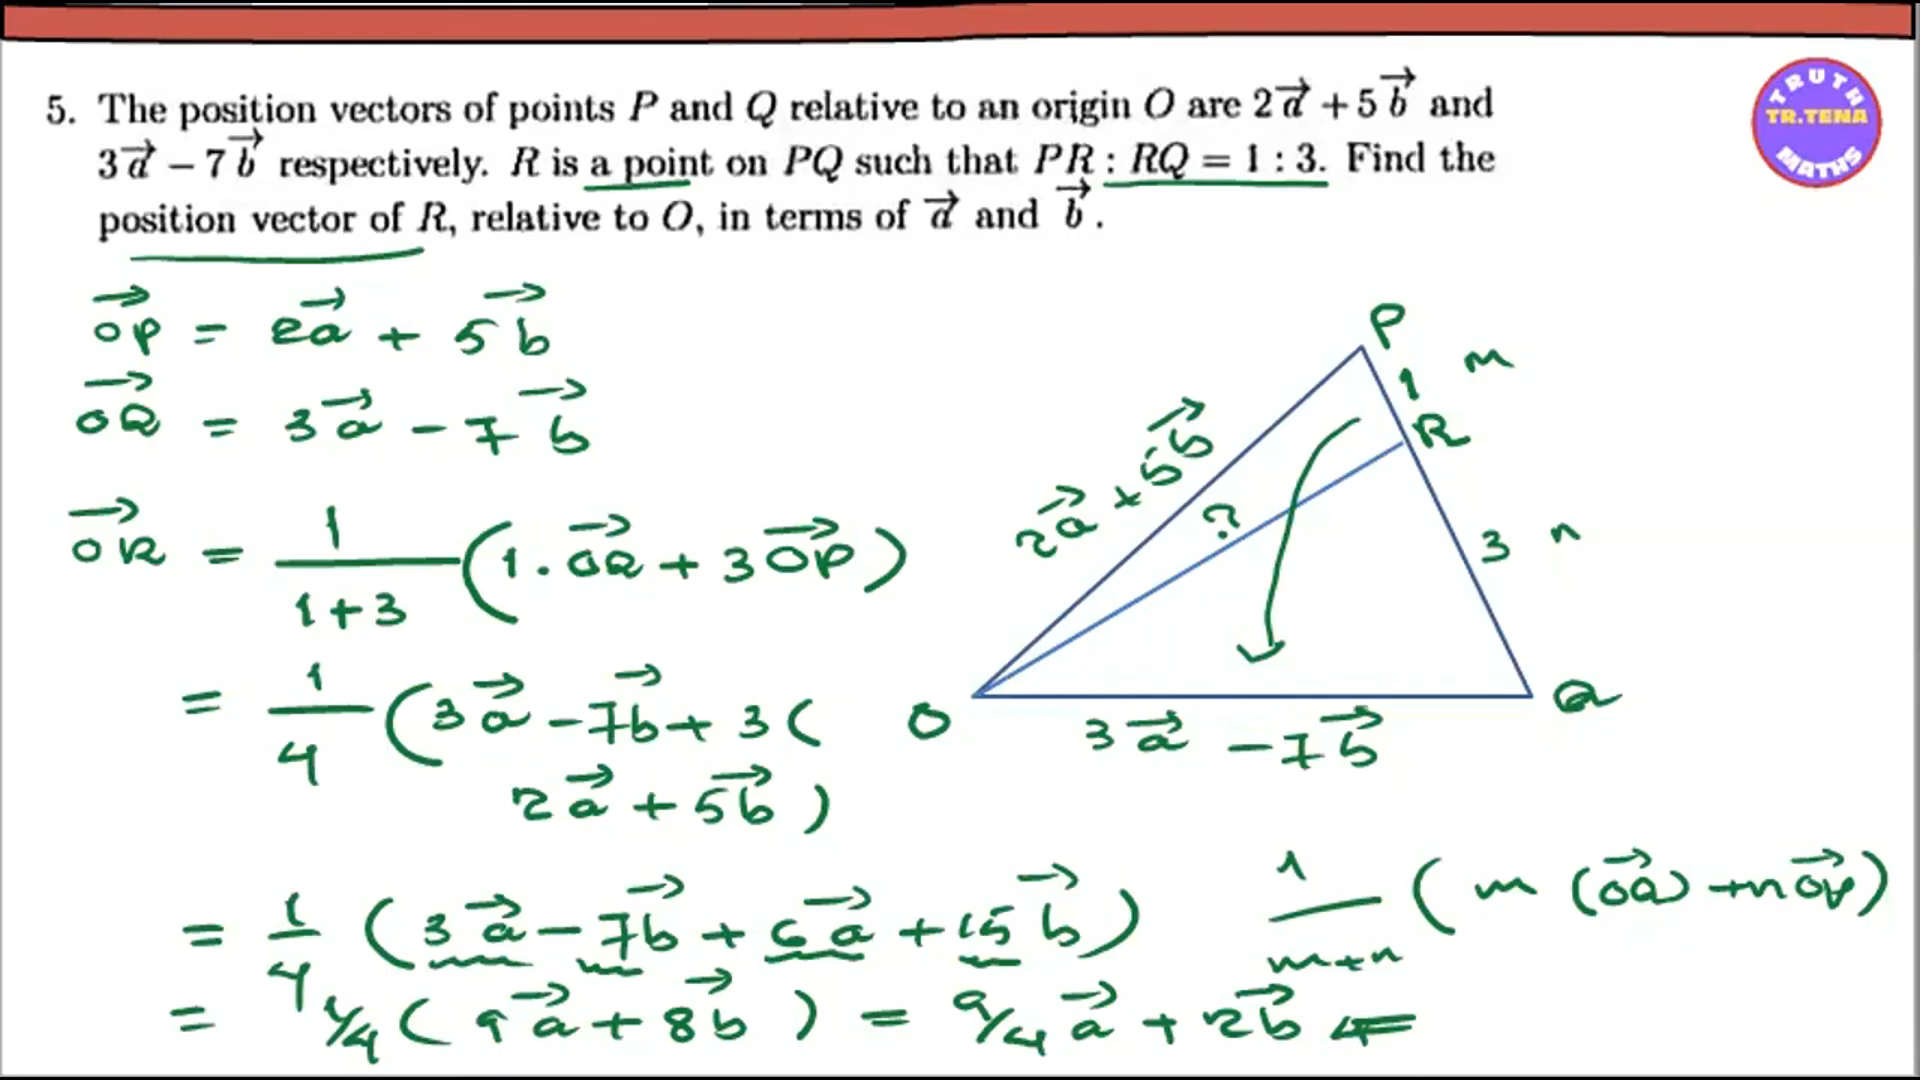 5. The position vectors of points P and Q relative to an origin O are 2a⃗ + 5b⃗ and
3a⃗ − 7b⃗ respectively. R is a point on PQ such that PR : RQ = 1 : 3. Find the
position vector of R, relative to O, in terms of a⃗ and b⃗.
TRUTH
TR.TENA
MATHS
OP⃗ = 2a⃗ + 5b⃗
OQ⃗ = 3a⃗ − 7b⃗
OR⃗ = 1/(1+3) (1. OQ⃗ + 3 OP⃗)
= 1/4 (3a⃗ − 7b⃗ + 3(
2a⃗ + 5b⃗)
= 1/4 (3a⃗ − 7b⃗ + 6a⃗ + 15b⃗)
= 1/4 (9a⃗ + 8b⃗) = 9/4 a⃗ + 2b⃗
P
1 m
R
2a⃗ + 5b⃗
?
3 n
O
Q
3a⃗ − 7b⃗
1/(m+n) (m (OQ⃗) + n OP⃗)